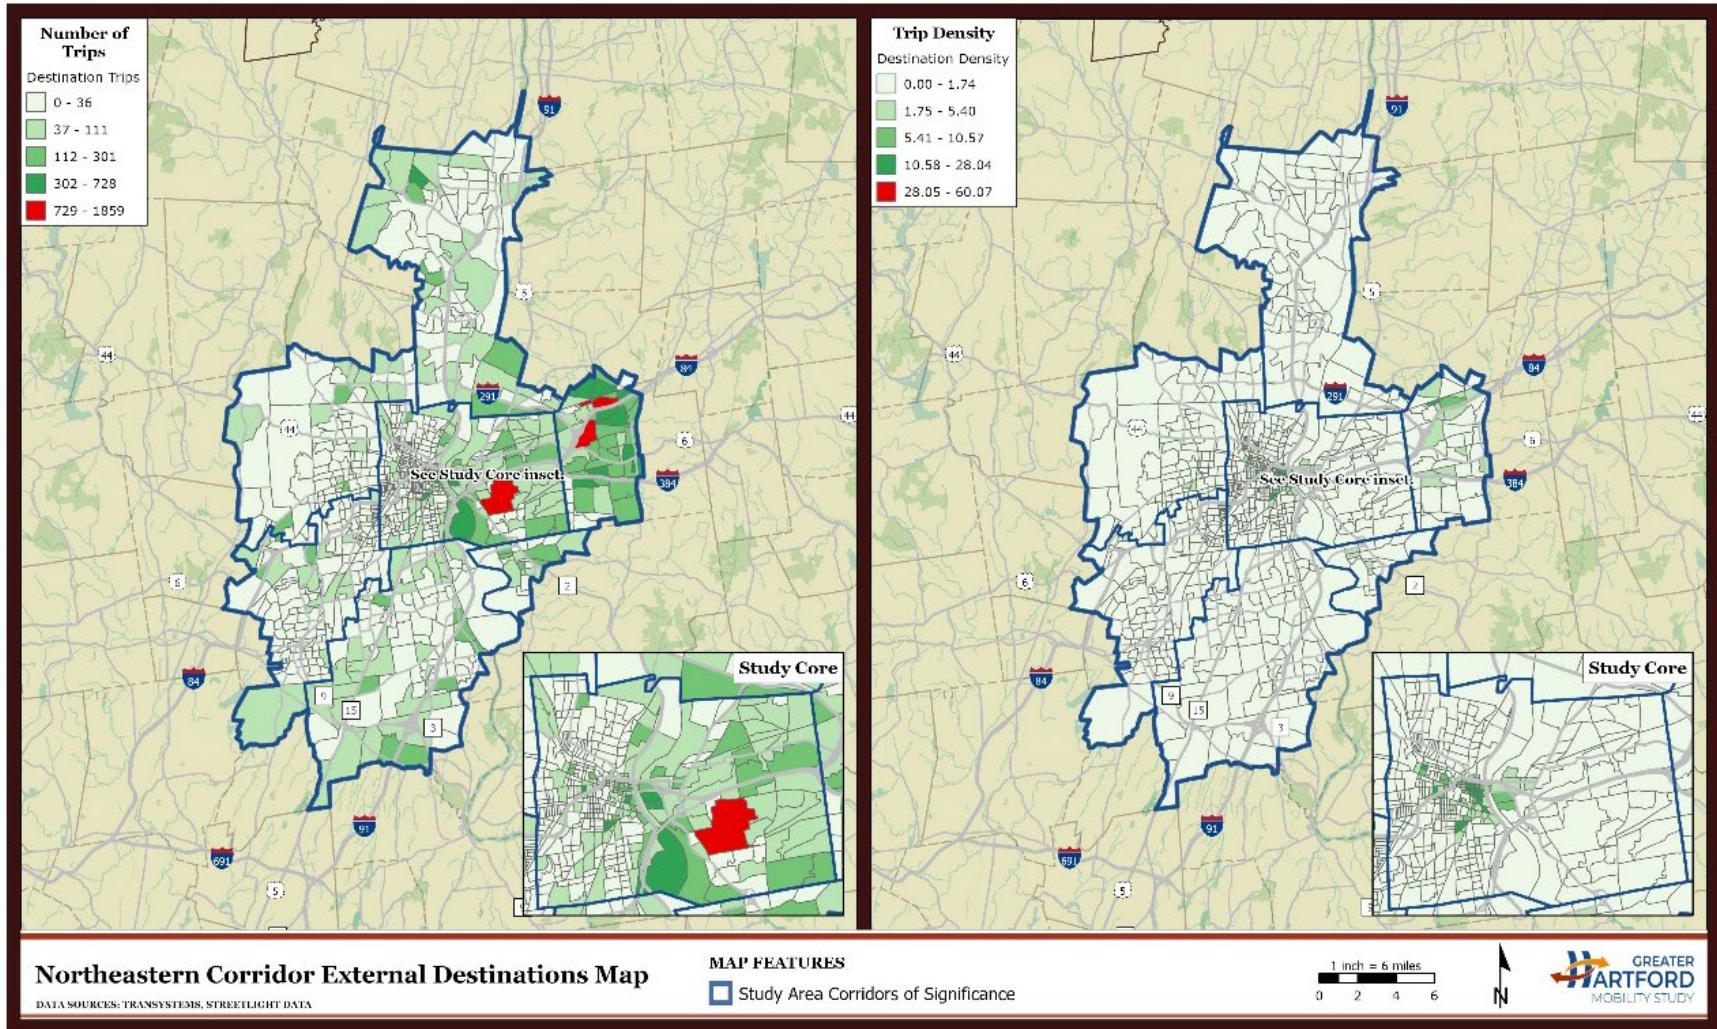 Number of
Trips
Destination Trips
0 - 36
37 - 111
112 - 301
302 - 728
729 - 1859
91
5
44
84
291
44
44
6
See Study Core inset.
384
6
2
84
9
15
3
91
691
5
Study Core
Trip Density
Destination Density
0.00 - 1.74
1.75 - 5.40
5.41 - 10.57
10.58 - 28.04
28.05 - 60.07
91
5
44
84
291
44
44
6
See Study Core inset.
384
6
2
84
9
15
3
91
691
5
Study Core
Northeastern Corridor External Destinations Map
DATA SOURCES: TRANSYSTEMS, STREETLIGHT DATA
MAP FEATURES
Study Area Corridors of Significance
1 inch = 6 miles
0 2 4 6
N
GREATER
HARTFORD
MOBILITY STUDY